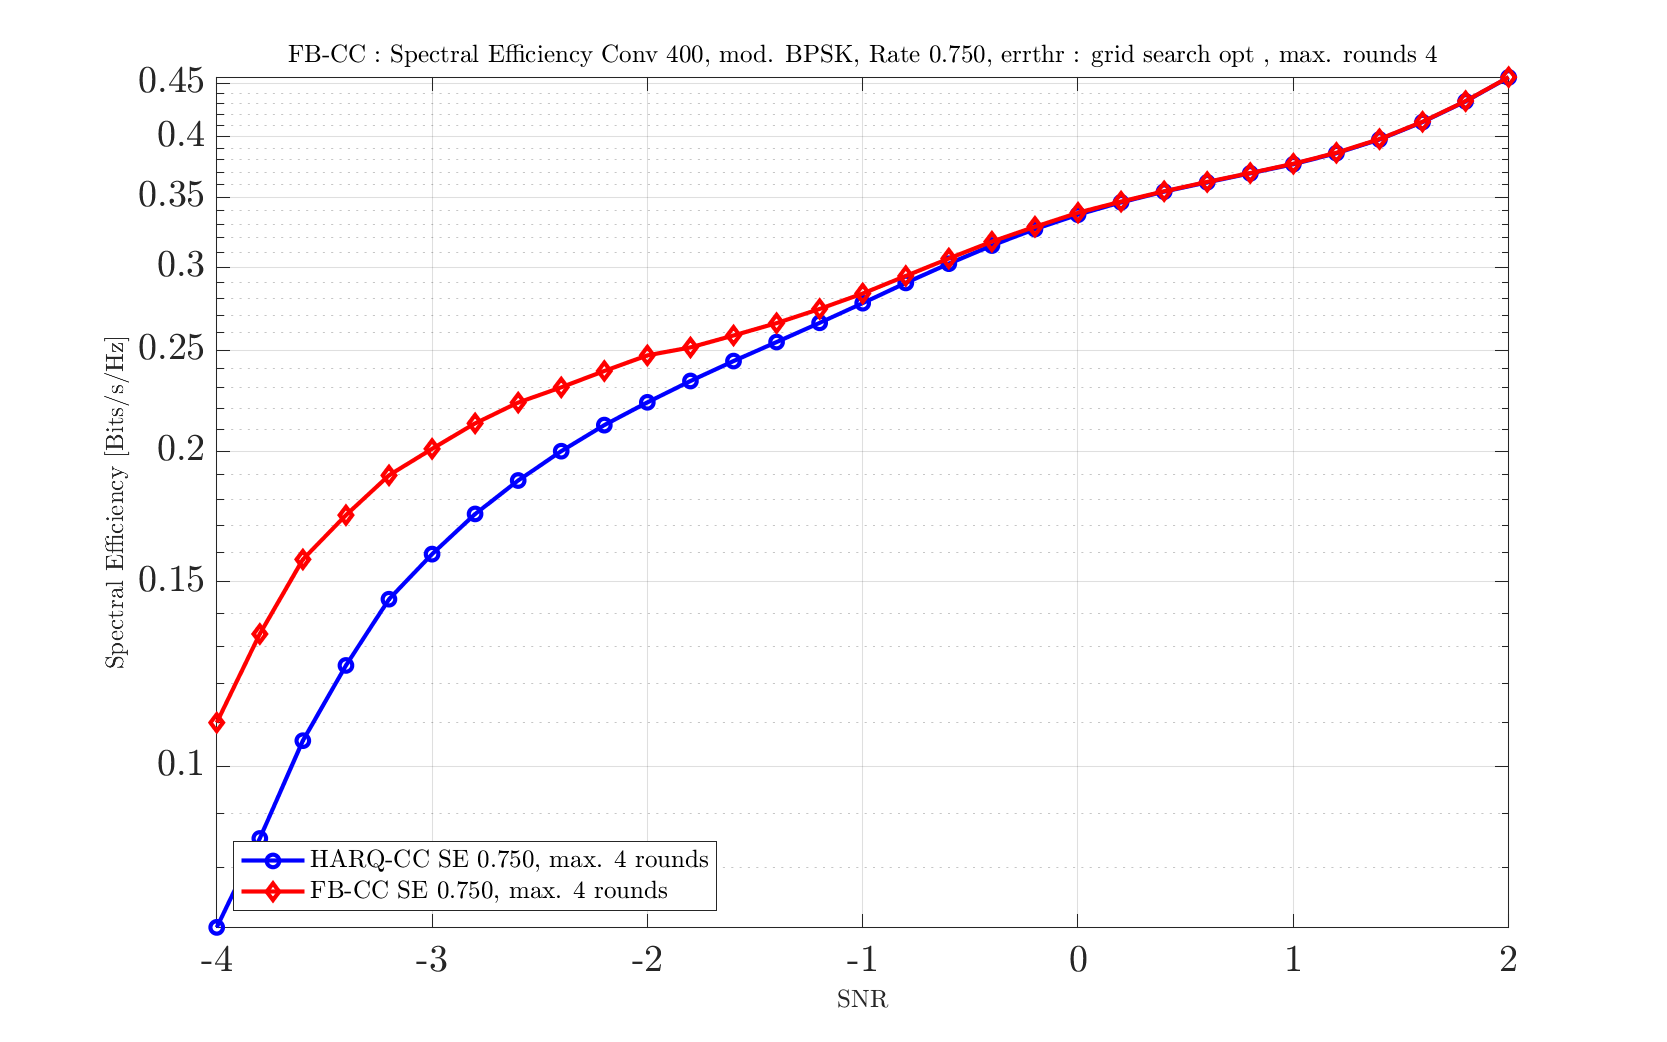 FB-CC : Spectral Efficiency Conv 400, mod. BPSK, Rate 0.750, errthr : grid search opt , max. rounds 4
0.45
0.4
0.35
0.3
0.25
0.2
0.15
0.1
Spectral Efficiency [Bits/s/Hz]
HARQ-CC SE 0.750, max. 4 rounds
FB-CC SE 0.750, max. 4 rounds
-4 -3 -2 -1 0 1 2
SNR